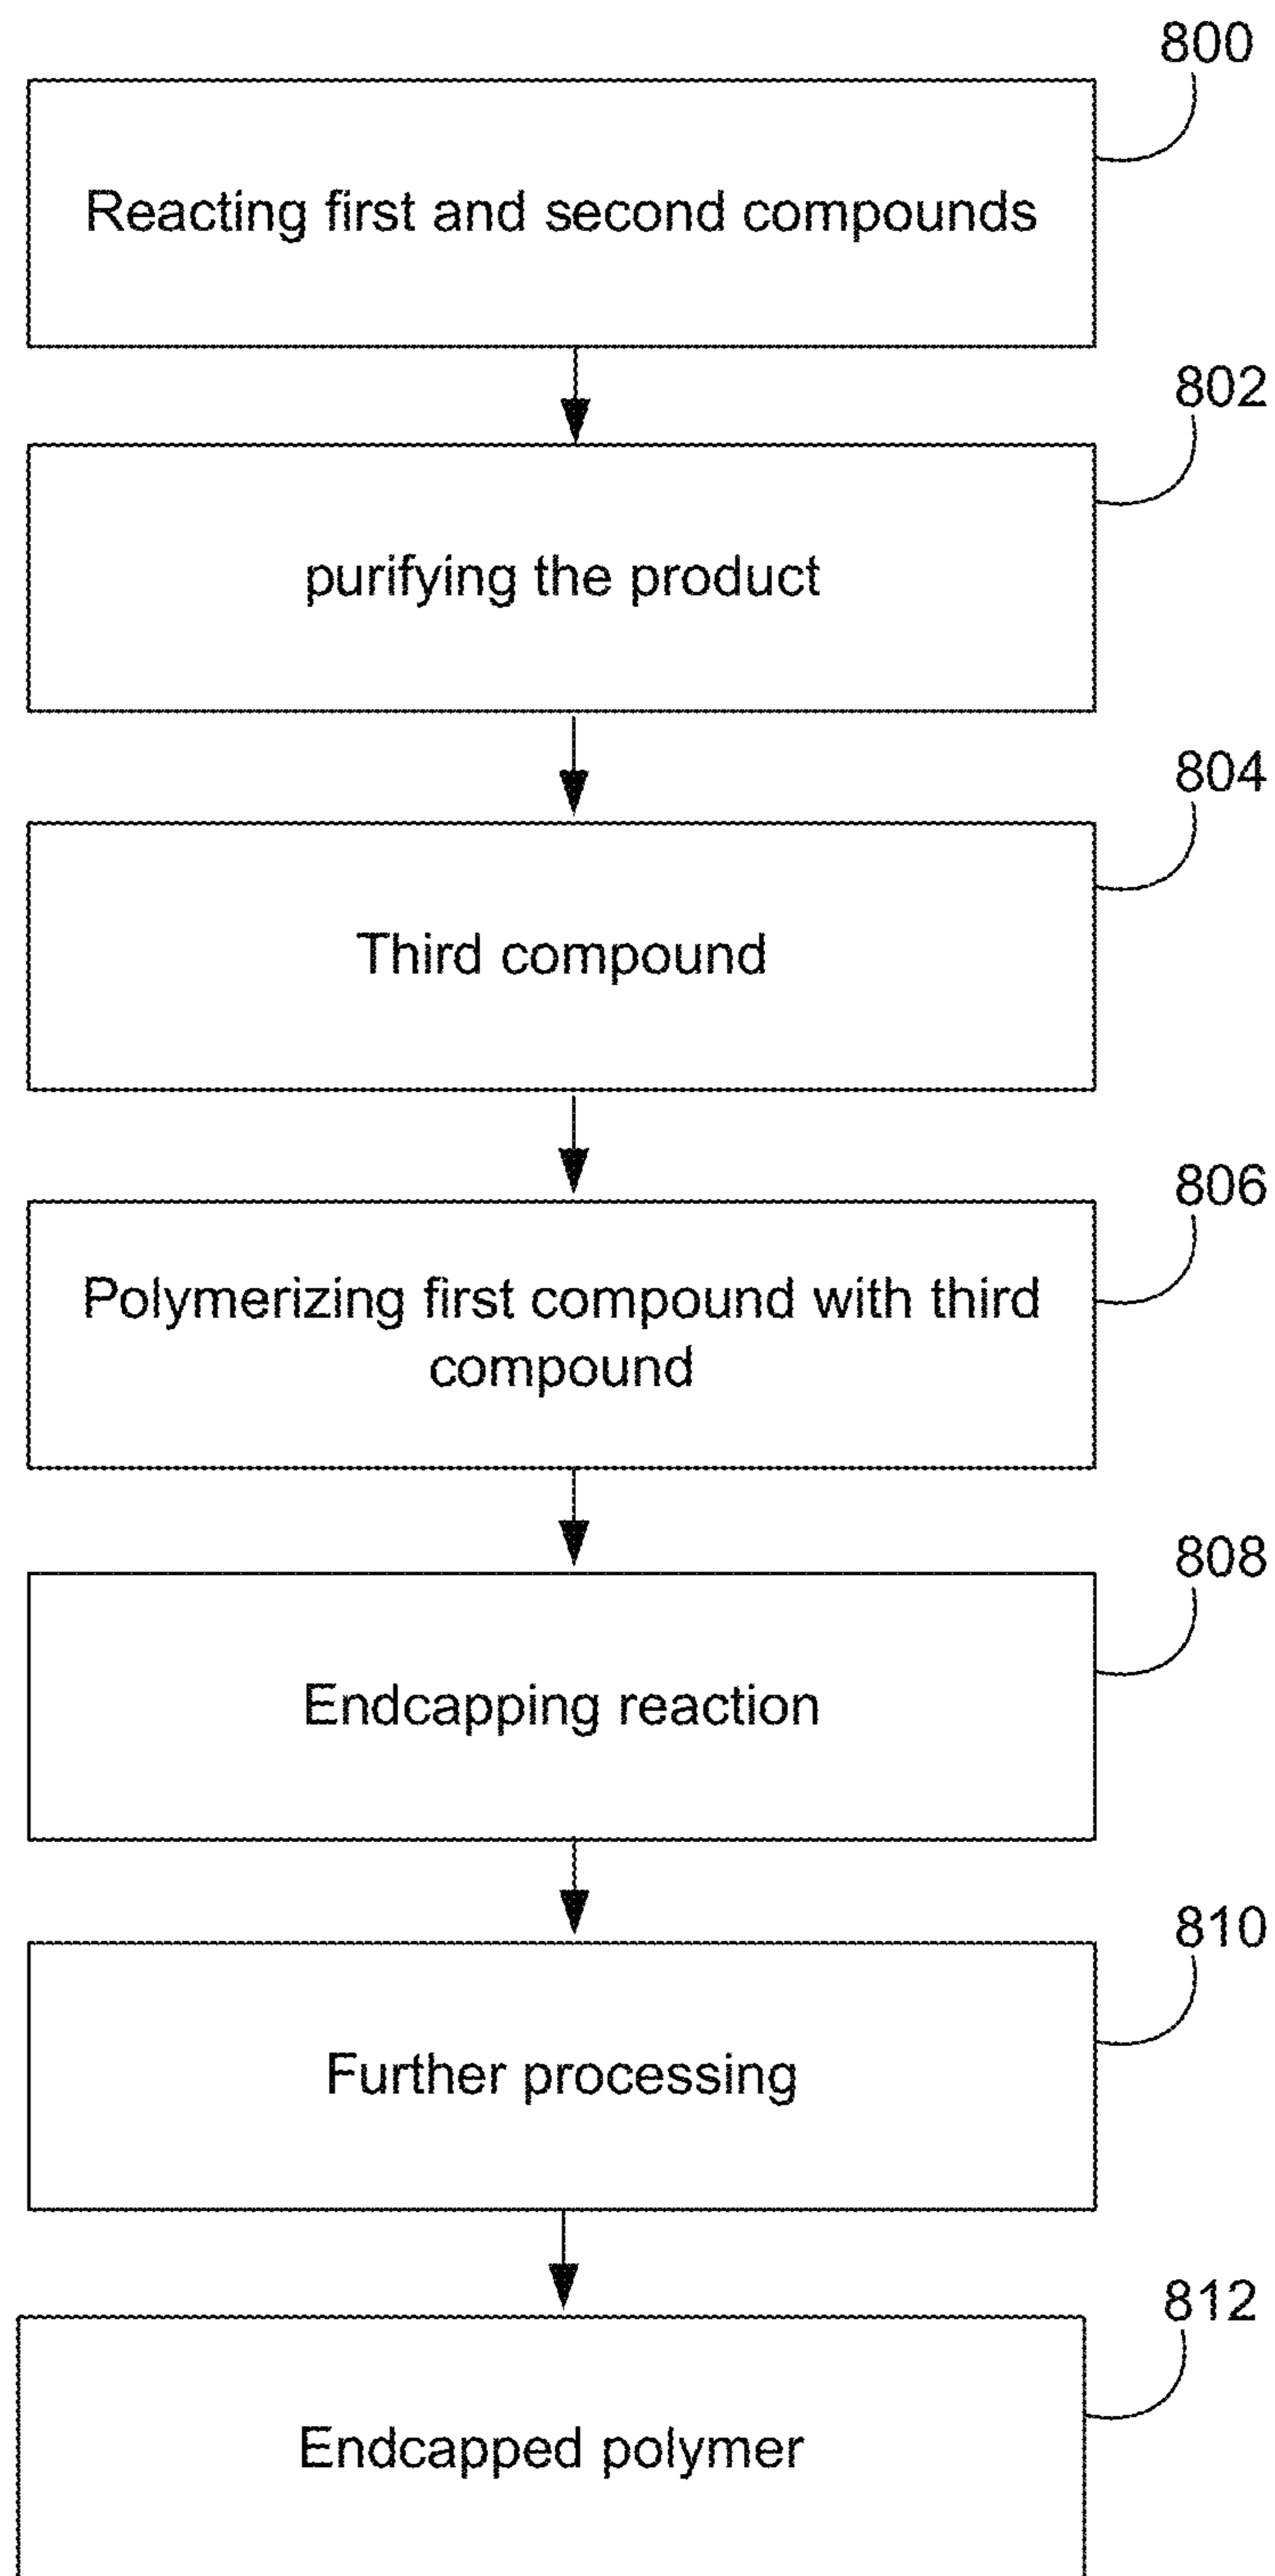 800
Reacting first and second compounds
802
purifying the product
804
Third compound
806
Polymerizing first compound with third
compound
808
Endcapping reaction
810
Further processing
812
Endcapped polymer